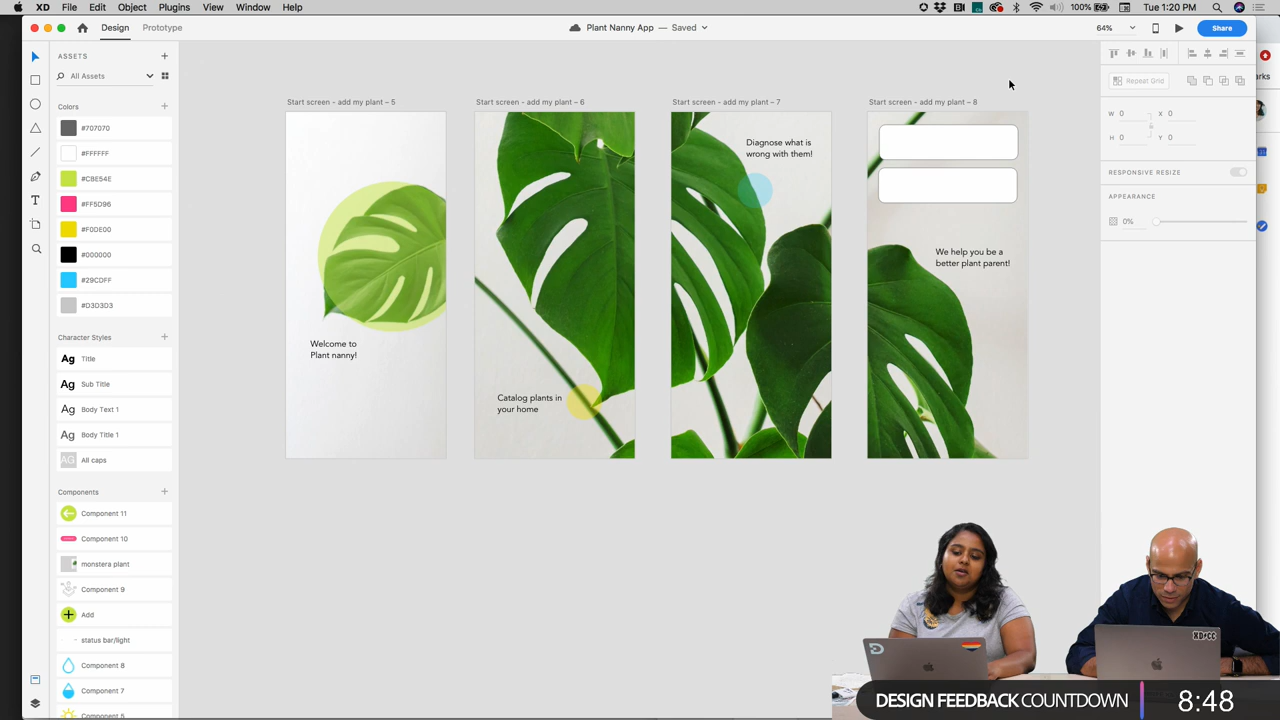 XD File Edit Object Plugins View Window Help
100% Tue 1:20 PM
Design Prototype
Plant Nanny App — Saved
64%
Share
ASSETS
All Assets
Colors
#707070
#FFFFFF
#CBE54E
#FF5D96
#F0DE00
#000000
#29CDFF
#D3D3D3
Character Styles
Ag Title
Ag Sub Title
Ag Body Text 1
Ag Body Title 1
AG All caps
Components
Component 11
Component 10
monstera plant
Component 9
Add
status bar/light
Component 8
Component 7
Component 5
Start screen - add my plant – 5
Start screen - add my plant – 6
Start screen - add my plant – 7
Start screen - add my plant – 8
Welcome to
Plant nanny!
Catalog plants in
your home
Diagnose what is
wrong with them!
We help you be a
better plant parent!
Repeat Grid
W 0 X 0
H 0 Y 0
RESPONSIVE RESIZE
APPEARANCE
0%
XD::CC
DESIGN FEEDBACK COUNTDOWN
8:48